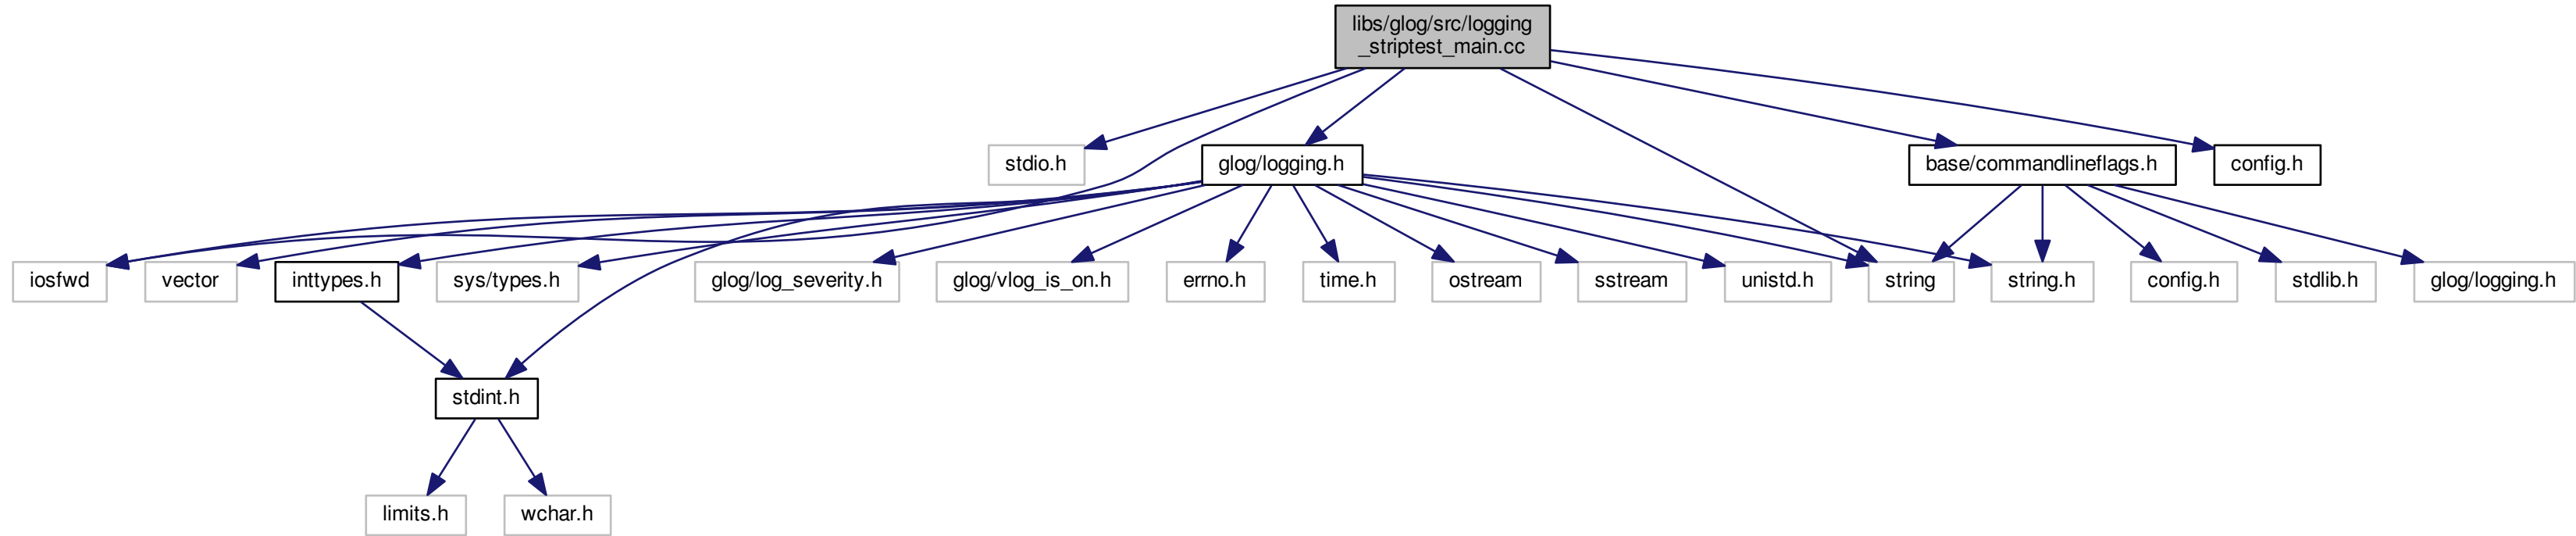 libs/glog/src/logging
_striptest_main.cc
stdio.h
glog/logging.h
base/commandlineflags.h
config.h
iosfwd
vector
inttypes.h
sys/types.h
glog/log_severity.h
glog/vlog_is_on.h
errno.h
time.h
ostream
sstream
unistd.h
string
string.h
config.h
stdlib.h
glog/logging.h
stdint.h
limits.h
wchar.h